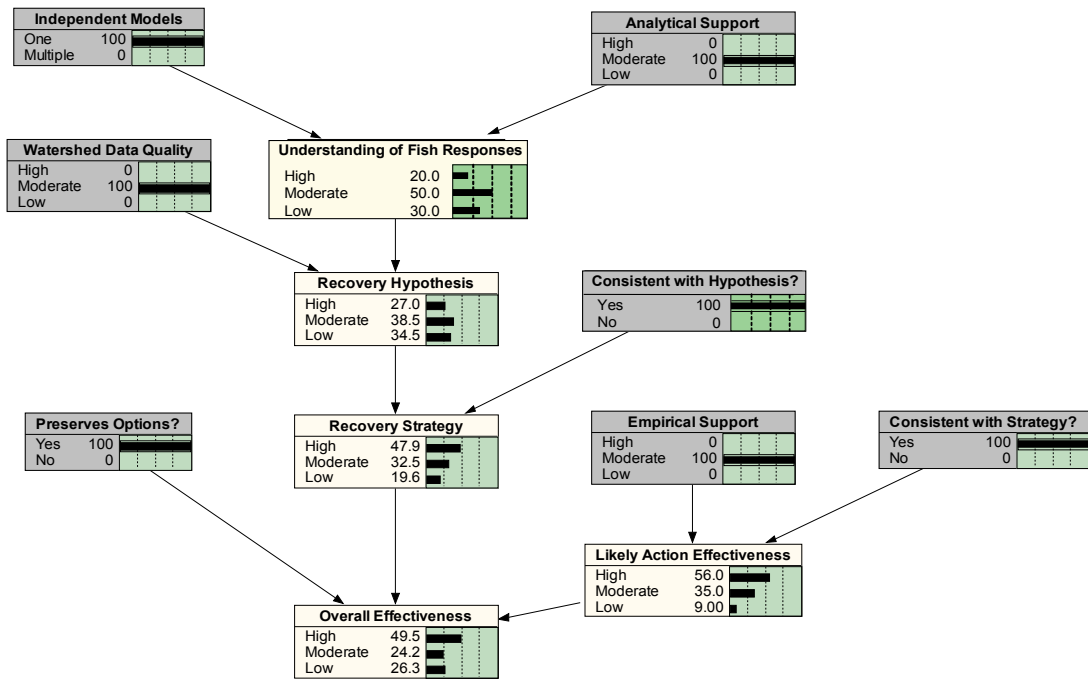 Independent Models
One 100
Multiple 0
Analytical Support
High 0
Moderate 100
Low 0
Watershed Data Quality
High 0
Moderate 100
Low 0
Understanding of Fish Responses
High 20.0
Moderate 50.0
Low 30.0
Recovery Hypothesis
High 27.0
Moderate 38.5
Low 34.5
Consistent with Hypothesis?
Yes 100
No 0
Preserves Options?
Yes 100
No 0
Recovery Strategy
High 47.9
Moderate 32.5
Low 19.6
Empirical Support
High 0
Moderate 100
Low 0
Consistent with Strategy?
Yes 100
No 0
Likely Action Effectiveness
High 56.0
Moderate 35.0
Low 9.00
Overall Effectiveness
High 49.5
Moderate 24.2
Low 26.3